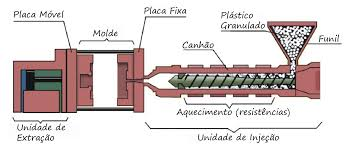 Placa Móvel
Placa Fixa
Molde
Plástico
Granulado
Funil
Canhão
Aquecimento (resistências)
Unidade de
Extração
Unidade de Injeção